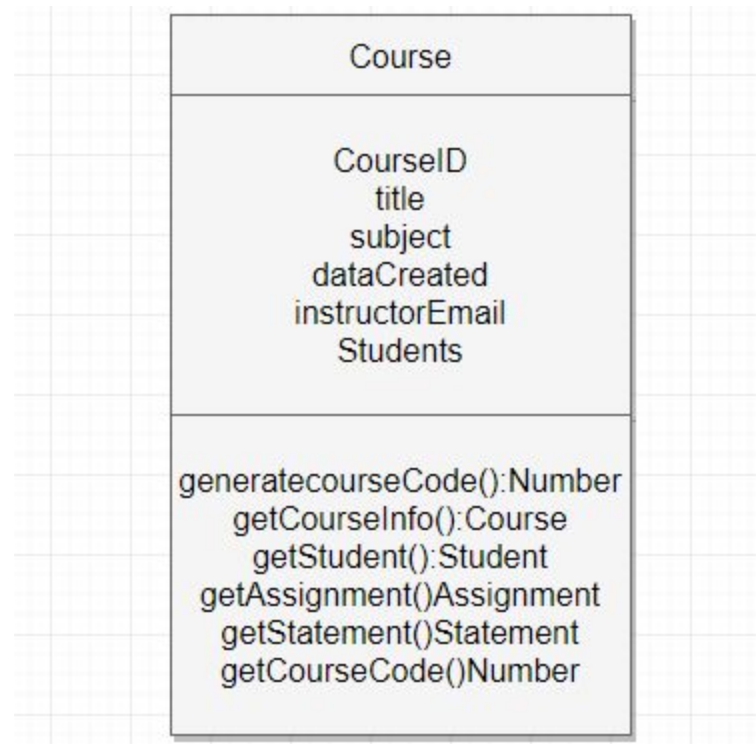 Course
CourseID
title
subject
dataCreated
instructorEmail
Students
generatecourseCode():Number
getCourseInfo():Course
getStudent():Student
getAssignment()Assignment
getStatement()Statement
getCourseCode()Number